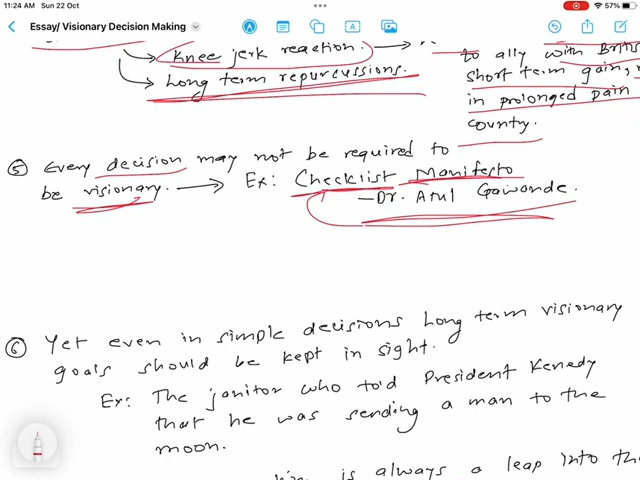 11:24 AM Sun 22 Oct
57%
Essay/ Visionary Decision Making
Knee jerk reaction
Long term repurcussions.
to ally with British
short term gain,
in prolonged pain
country.
⑤ Every decision may not be required to
be visionary. → Ex: Checklist Manifesto
- Dr. Atul Gawande.
⑥ Yet even in simple decisions long term visionary
goals should be kept in sight.
Ex: The janitor who told President Kenedy
that he was sending a man to the
moon.
is always a leap into the